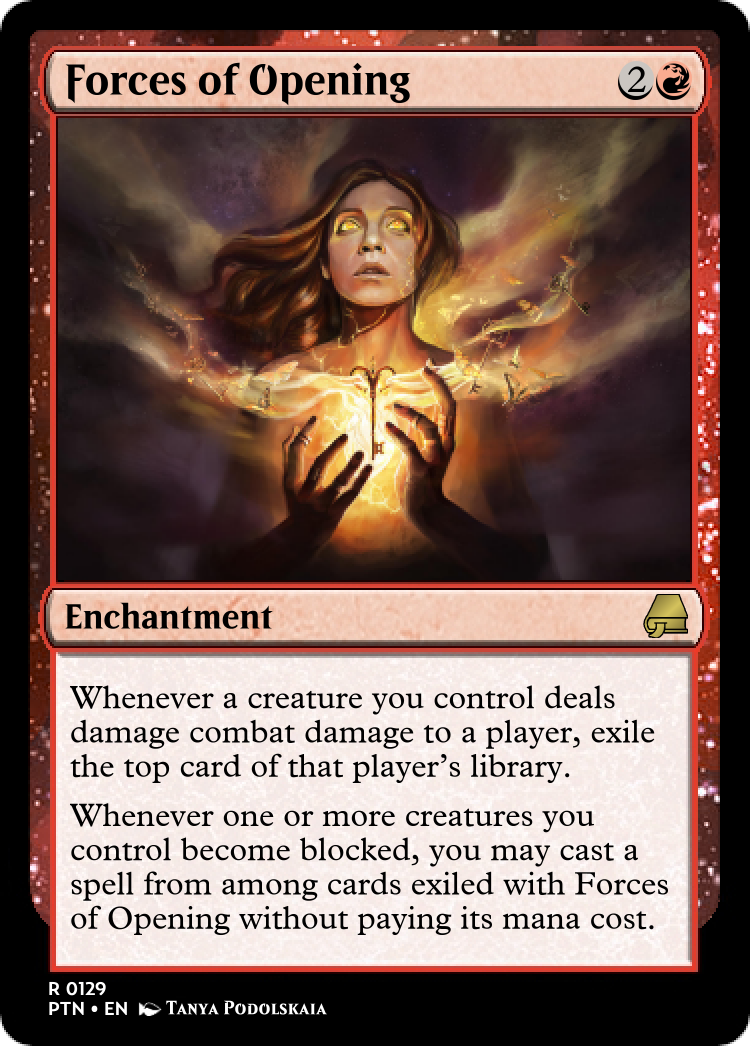 Forces of Opening 2
Enchantment
Whenever a creature you control deals
damage combat damage to a player, exile
the top card of that player's library.
Whenever one or more creatures you
control become blocked, you may cast a
spell from among cards exiled with Forces
of Opening without paying its mana cost.
R 0129
PTN • EN Tanya Podolskaia